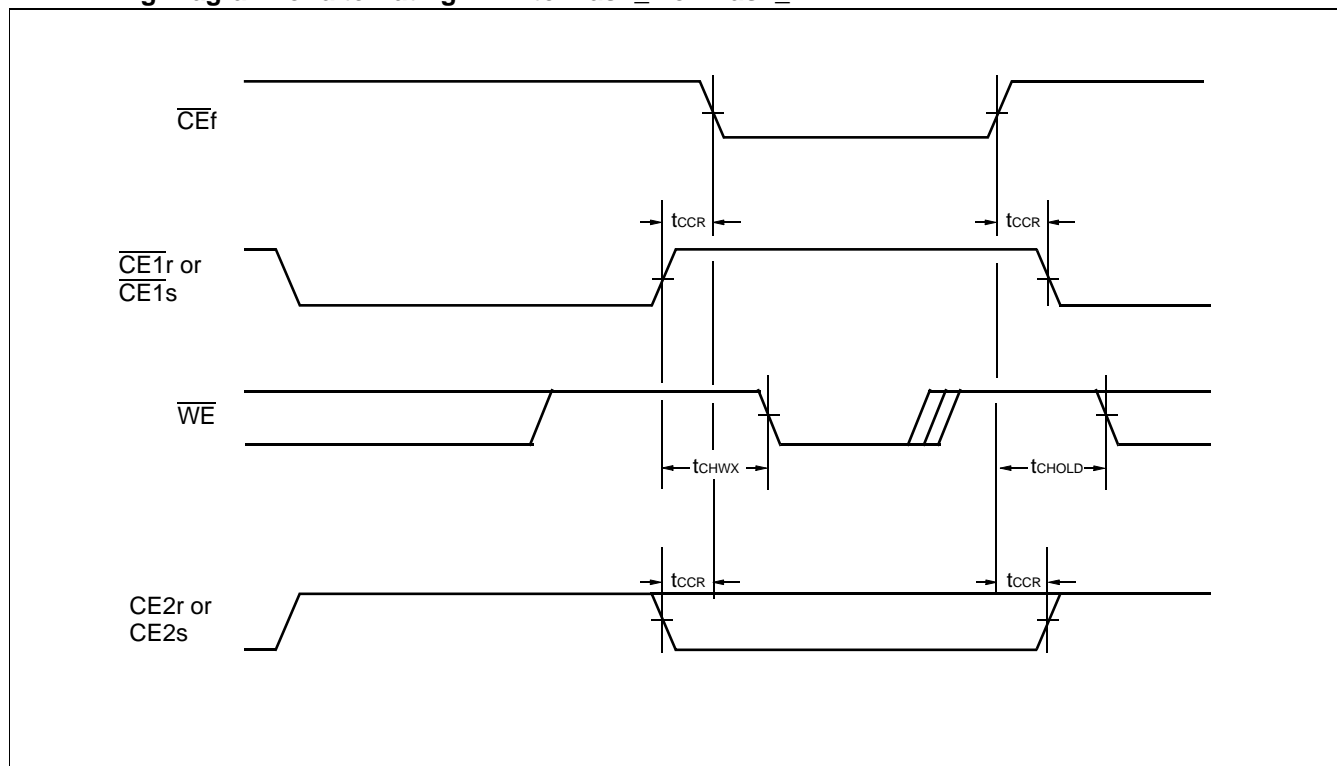 CEf
tCCR
tCCR
CE1r or
CE1s
WE
tCHWX
tCHOLD
tCCR
tCCR
CE2r or
CE2s